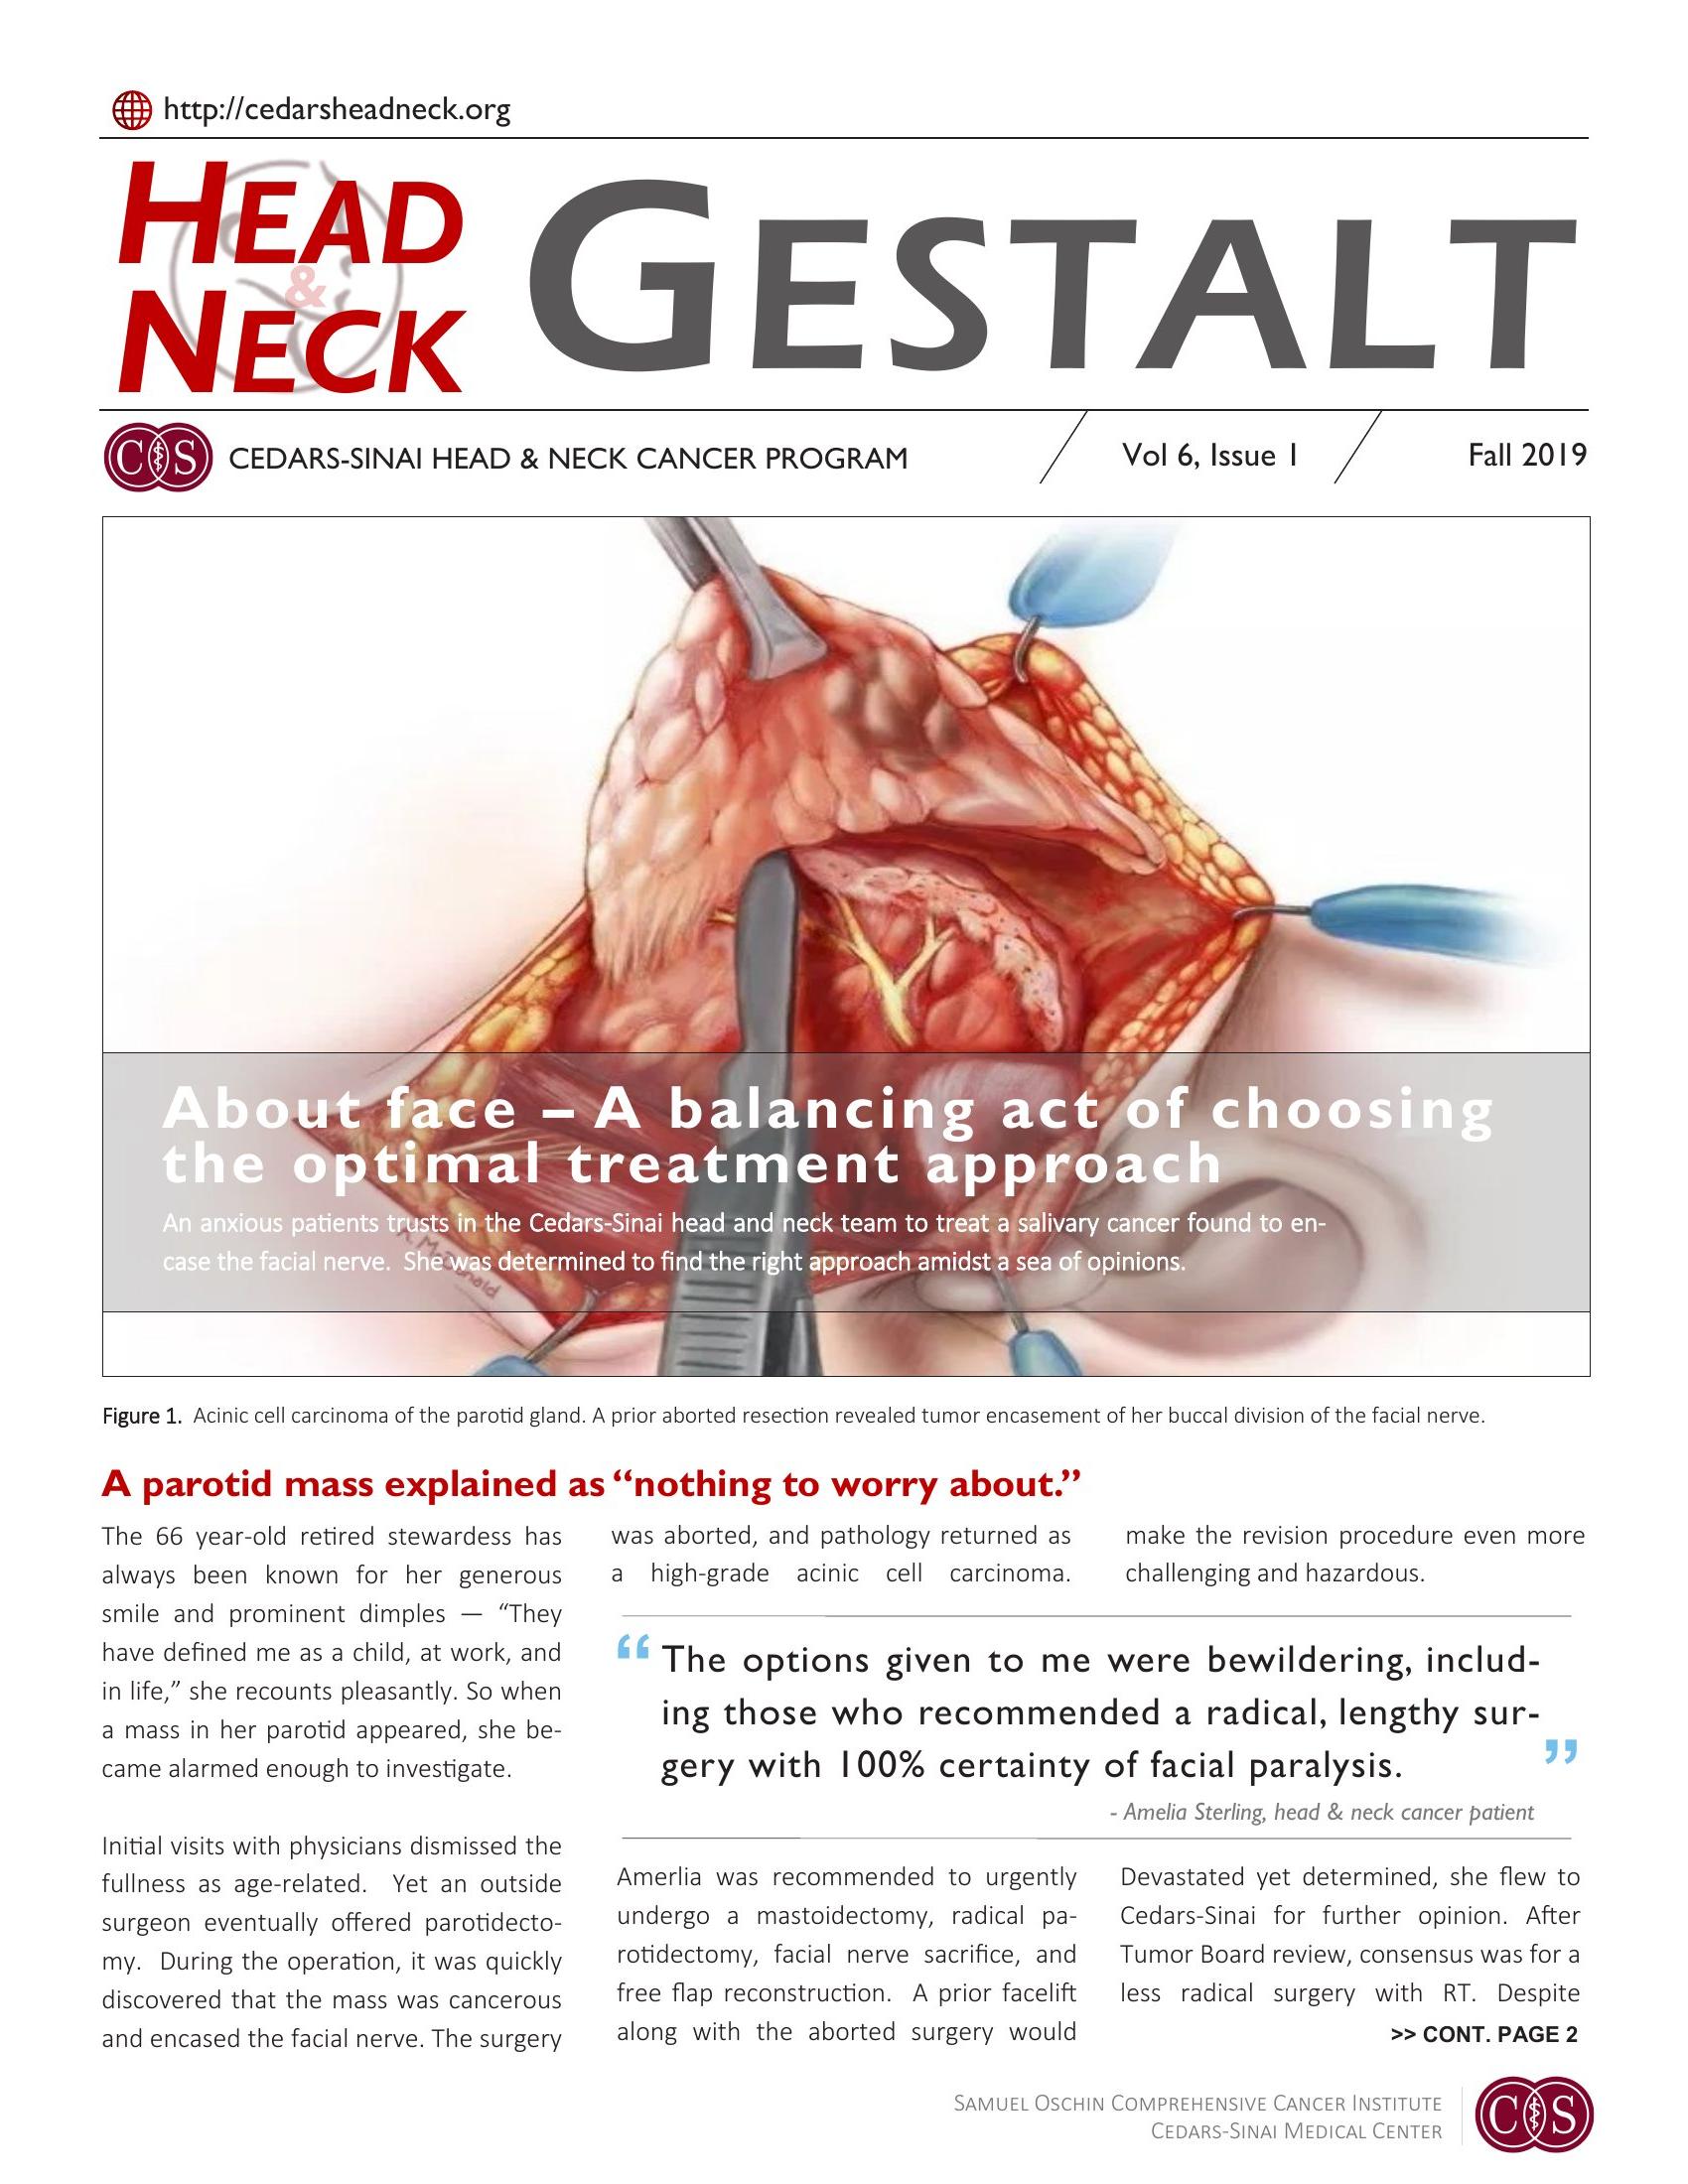 http://cedarsheadneck.org
HEAD
&
NECK
GESTALT
CS
CEDARS-SINAI HEAD & NECK CANCER PROGRAM
Vol 6, Issue 1
Fall 2019
About face – A balancing act of choosing
the optimal treatment approach
An anxious patients trusts in the Cedars-Sinai head and neck team to treat a salivary cancer found to en-
case the facial nerve.  She was determined to find the right approach amidst a sea of opinions.
Figure 1.  Acinic cell carcinoma of the parotid gland. A prior aborted resection revealed tumor encasement of her buccal division of the facial nerve.
A parotid mass explained as “nothing to worry about.”
The 66 year-old retired stewardess has
always been known for her generous
smile and prominent dimples — “They
have defined me as a child, at work, and
in life,” she recounts pleasantly. So when
a mass in her parotid appeared, she be-
came alarmed enough to investigate.
Initial visits with physicians dismissed the
fullness as age-related.  Yet an outside
surgeon eventually offered parotidecto-
my.  During the operation, it was quickly
discovered that the mass was cancerous
and encased the facial nerve. The surgery
was aborted, and pathology returned as
a high-grade acinic cell carcinoma.
make the revision procedure even more
challenging and hazardous.
“ The options given to me were bewildering, includ-
ing those who recommended a radical, lengthy sur-
gery with 100% certainty of facial paralysis. ”
- Amelia Sterling, head & neck cancer patient
Amerlia was recommended to urgently
undergo a mastoidectomy, radical pa-
rotidectomy, facial nerve sacrifice, and
free flap reconstruction.  A prior facelift
along with the aborted surgery would
Devastated yet determined, she flew to
Cedars-Sinai for further opinion. After
Tumor Board review, consensus was for a
less radical surgery with RT. Despite
>> CONT. PAGE 2
SAMUEL OSCHIN COMPREHENSIVE CANCER INSTITUTE
CEDARS-SINAI MEDICAL CENTER
CS